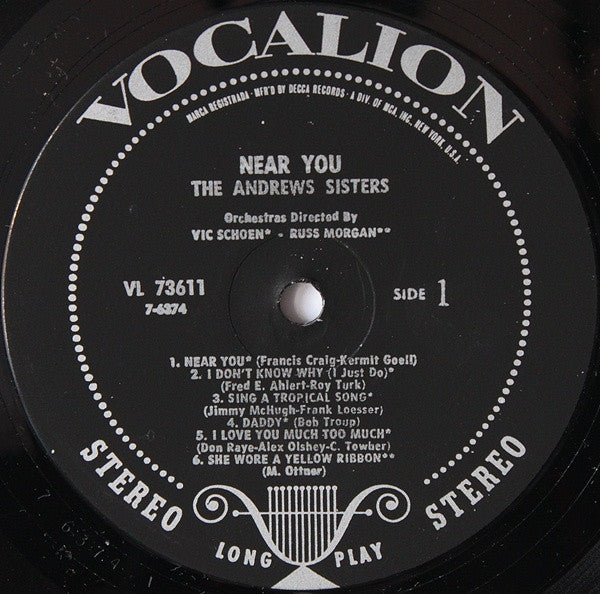 VOCALION
MARCA REGISTRADA • MFR'D BY DECCA RECORDS • A DIV. OF MCA INC., NEW YORK, U.S.A.
NEAR YOU
THE ANDREWS SISTERS
Orchestras Directed By
VIC SCHOEN* - RUSS MORGAN**
VL 73611
7-6374
SIDE 1
1. NEAR YOU* (Francis Craig-Kermit Goell)
2. I DON'T KNOW WHY (I Just Do)*
(Fred E. Ahlert-Roy Turk)
3. SING A TROPICAL SONG*
(Jimmy McHugh-Frank Loesser)
4. DADDY* (Bob Troup)
5. I LOVE YOU MUCH TOO MUCH*
(Don Raye-Alex Olshey-C. Towber)
6. SHE WORE A YELLOW RIBBON**
(M. Ottner)
STEREO
LONG PLAY
STEREO